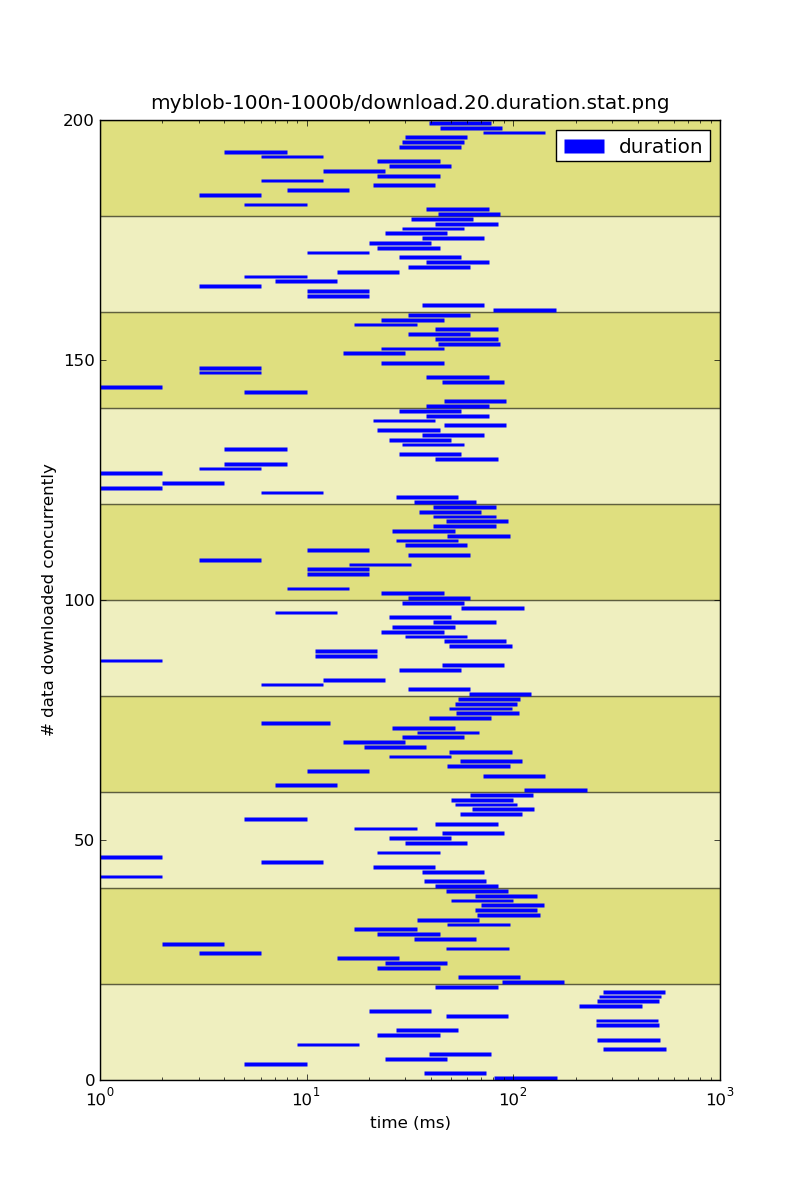 myblob-100n-1000b/download.20.duration.stat.png
duration
200
150
100
50
0
# data downloaded concurrently
10^0 10^1 10^2 10^3
time (ms)